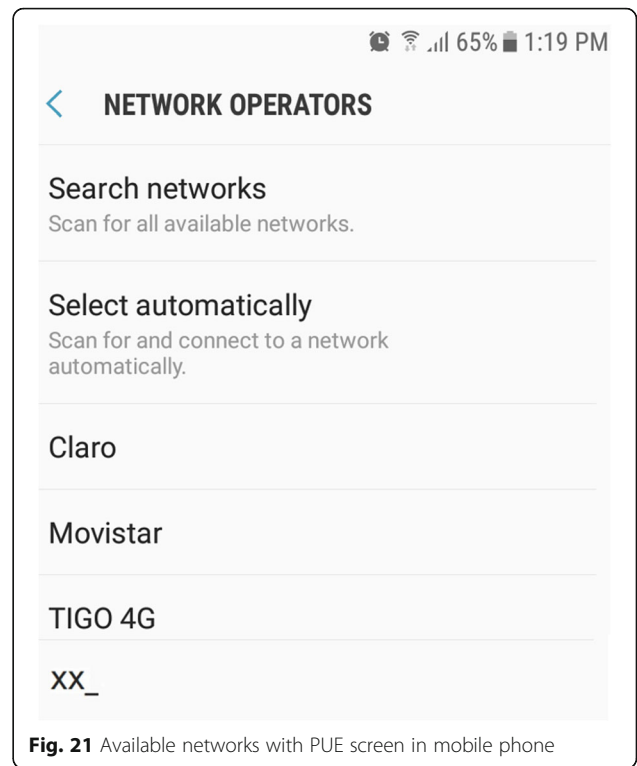 65% 1:19 PM
NETWORK OPERATORS
Search networks
Scan for all available networks.
Select automatically
Scan for and connect to a network
automatically.
Claro
Movistar
TIGO 4G
XX_
Fig. 21 Available networks with PUE screen in mobile phone